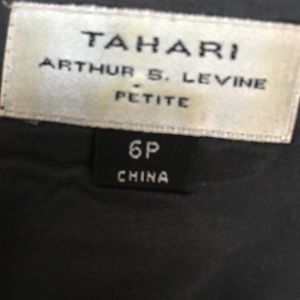 TAHARI
ARTHUR S. LEVINE
PETITE
6P
CHINA